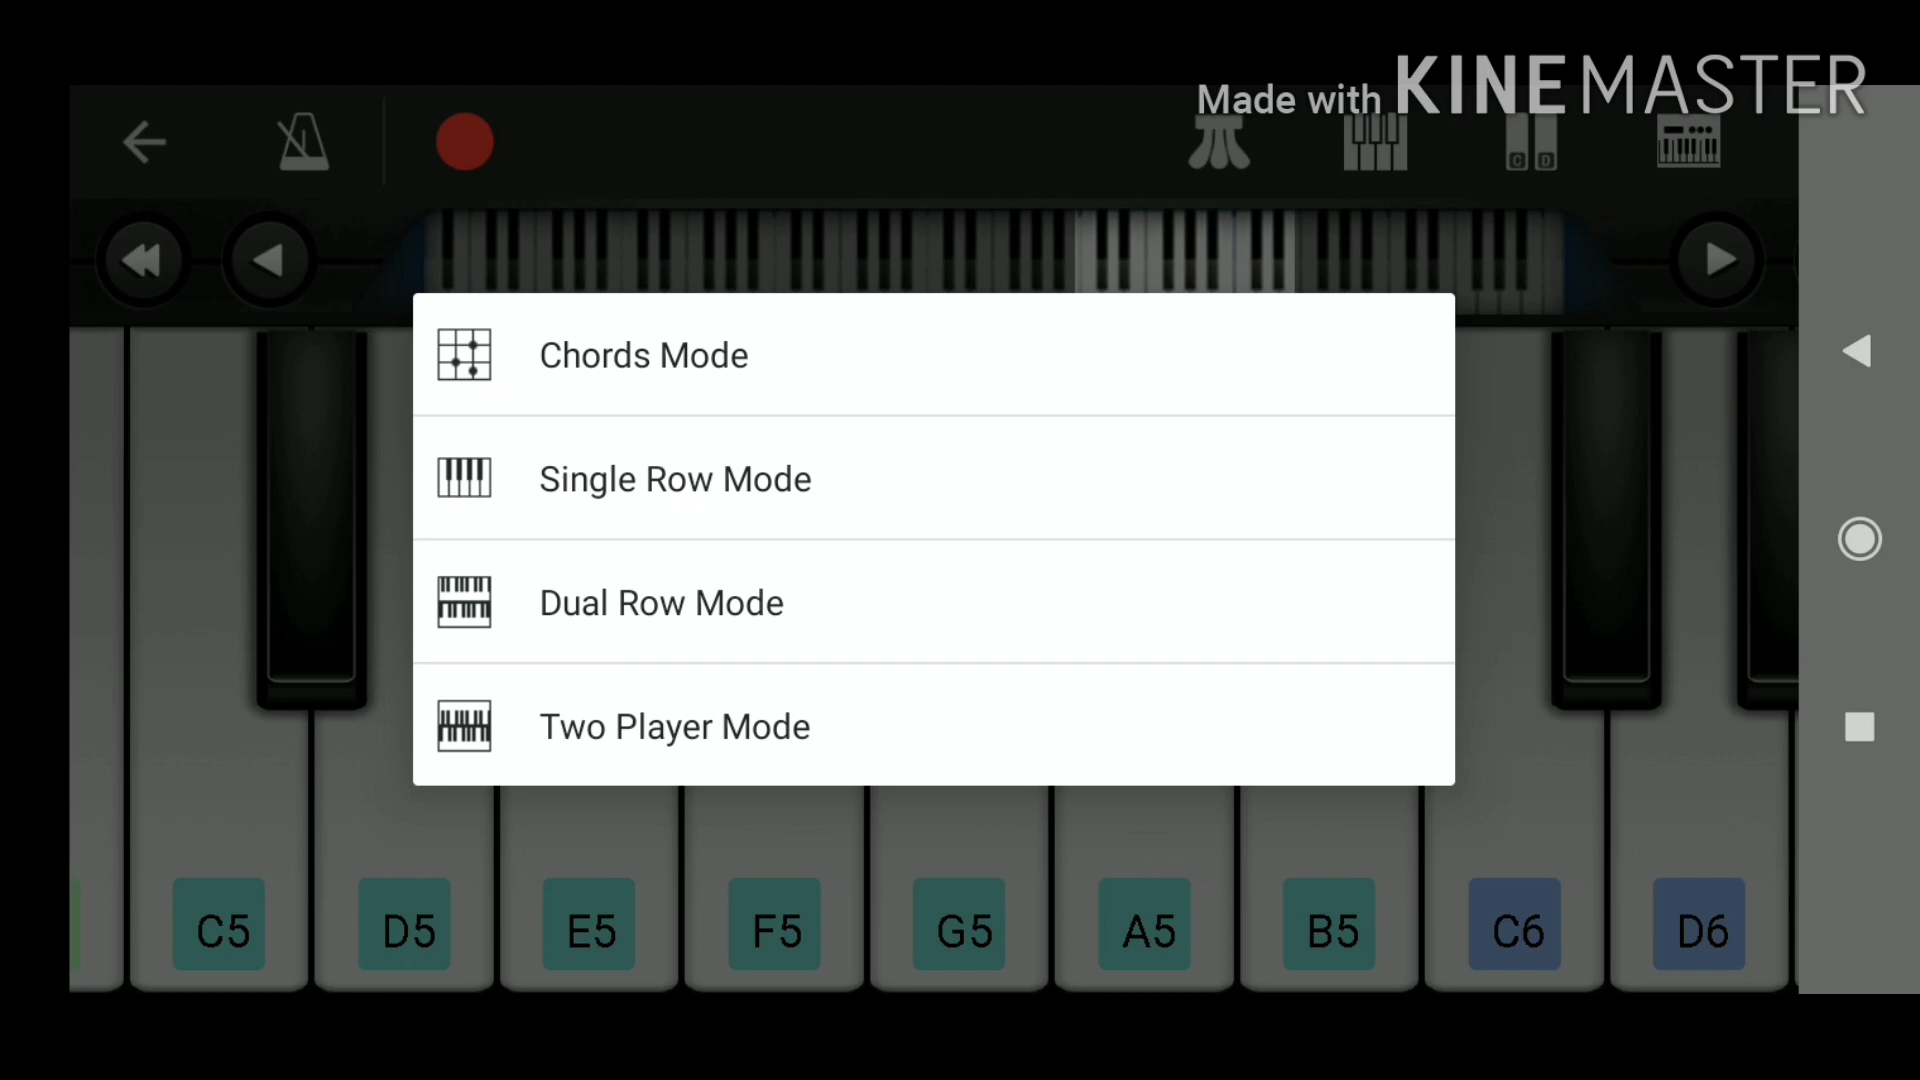 Made with KINEMASTER
C D
Chords Mode
Single Row Mode
Dual Row Mode
Two Player Mode
C5 D5 E5 F5 G5 A5 B5 C6 D6